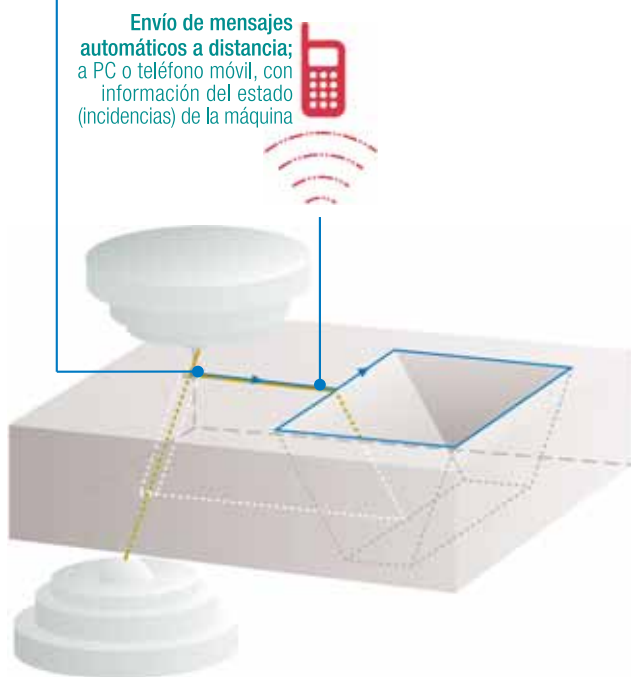 Envío de mensajes
automáticos a distancia;
a PC o teléfono móvil, con
información del estado
(incidencias) de la máquina